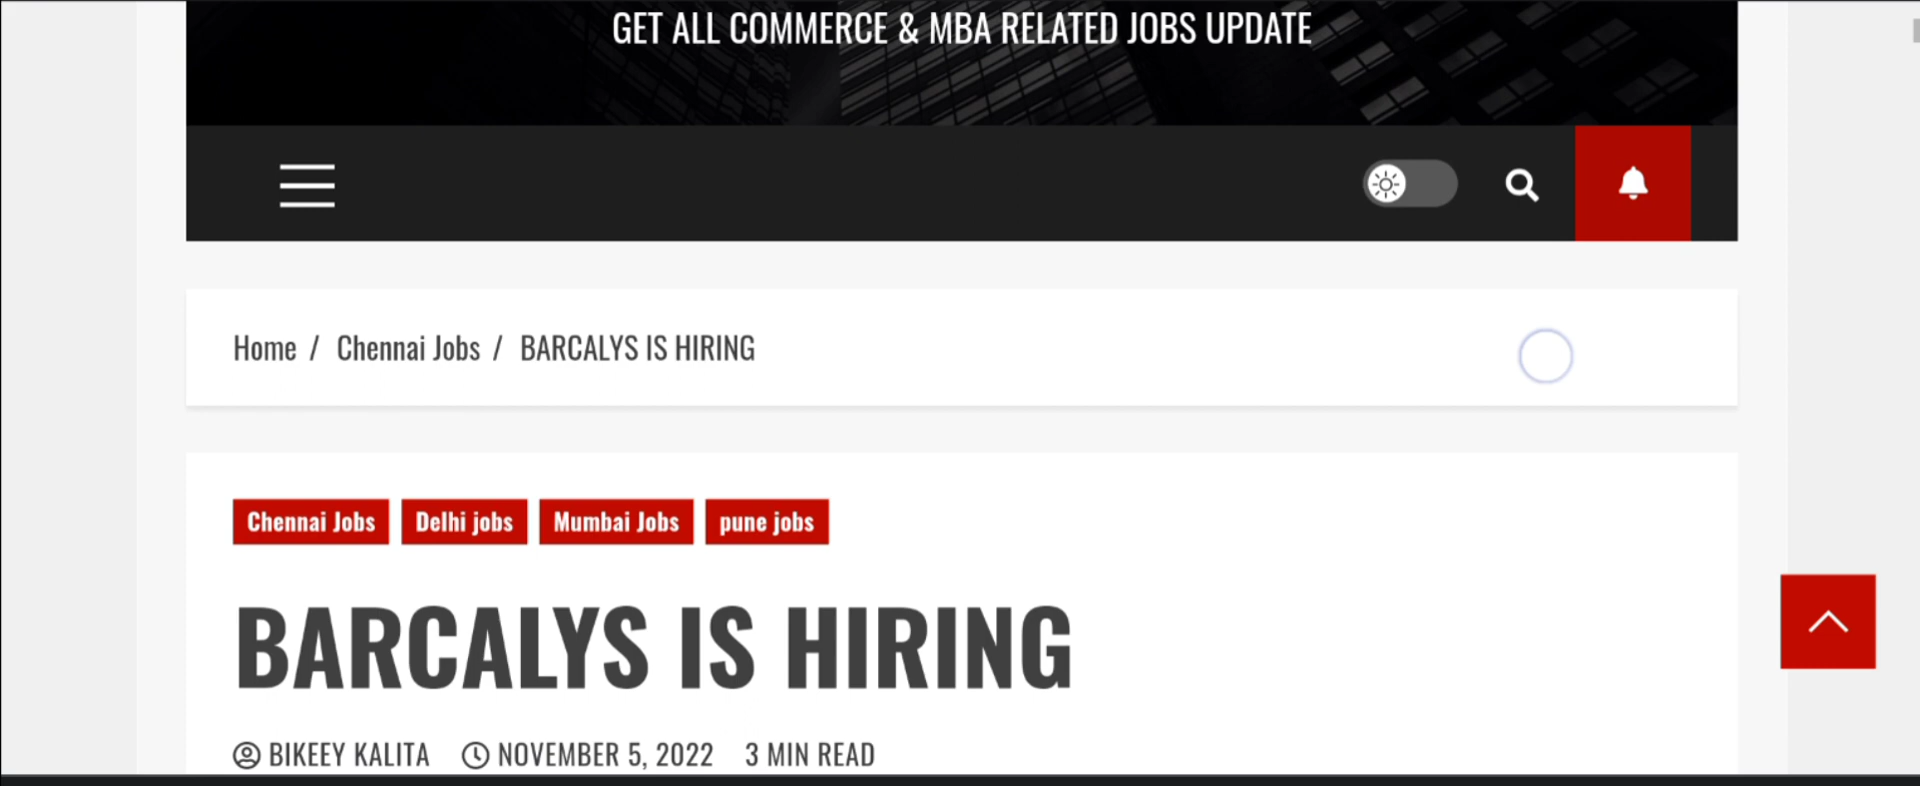 GET ALL COMMERCE & MBA RELATED JOBS UPDATE
Home / Chennai Jobs / BARCALYS IS HIRING
Chennai Jobs Delhi jobs Mumbai Jobs pune jobs
BARCALYS IS HIRING
BIKEEY KALITA NOVEMBER 5, 2022 3 MIN READ